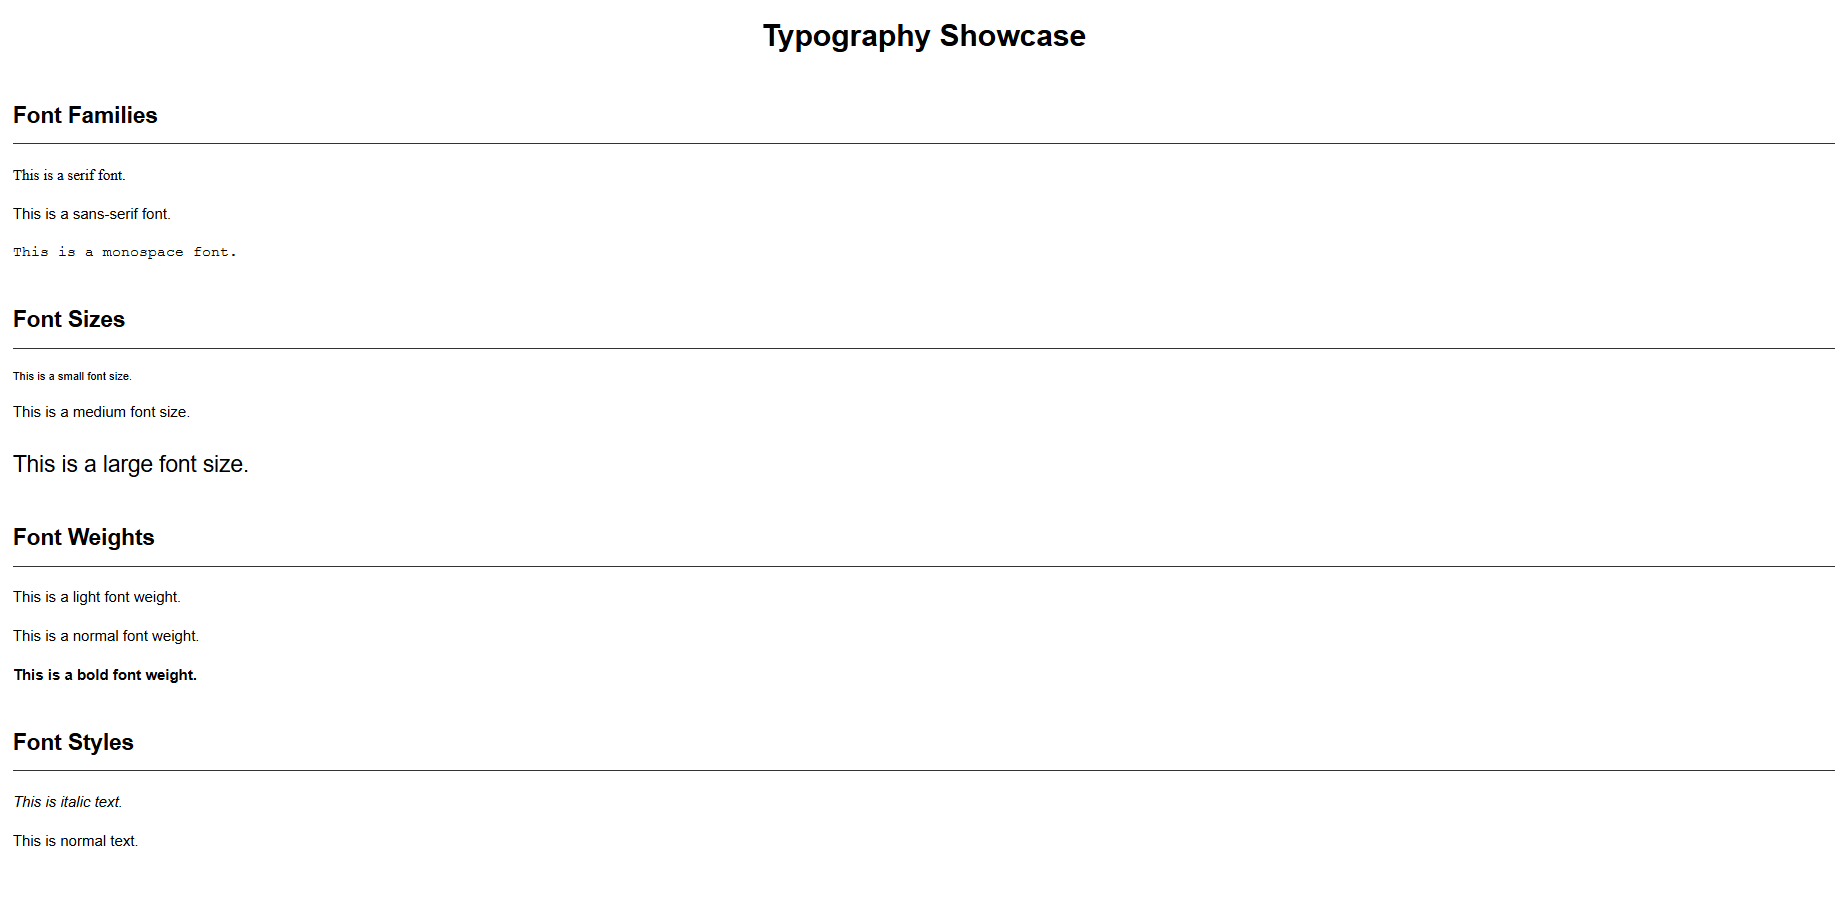 Typography Showcase
Font Families
This is a serif font.
This is a sans-serif font.
This is a monospace font.
Font Sizes
This is a small font size.
This is a medium font size.
This is a large font size.
Font Weights
This is a light font weight.
This is a normal font weight.
This is a bold font weight.
Font Styles
This is italic text.
This is normal text.